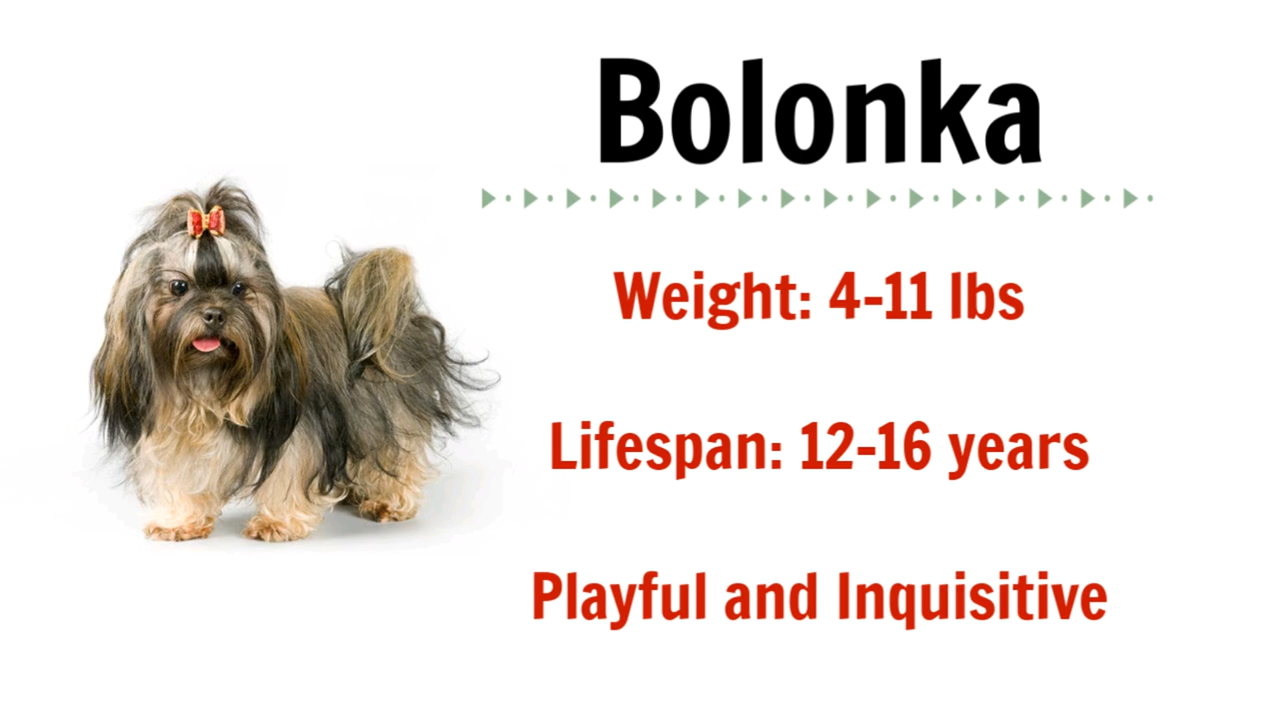 Bolonka
Weight: 4-11 lbs
Lifespan: 12-16 years
Playful and Inquisitive